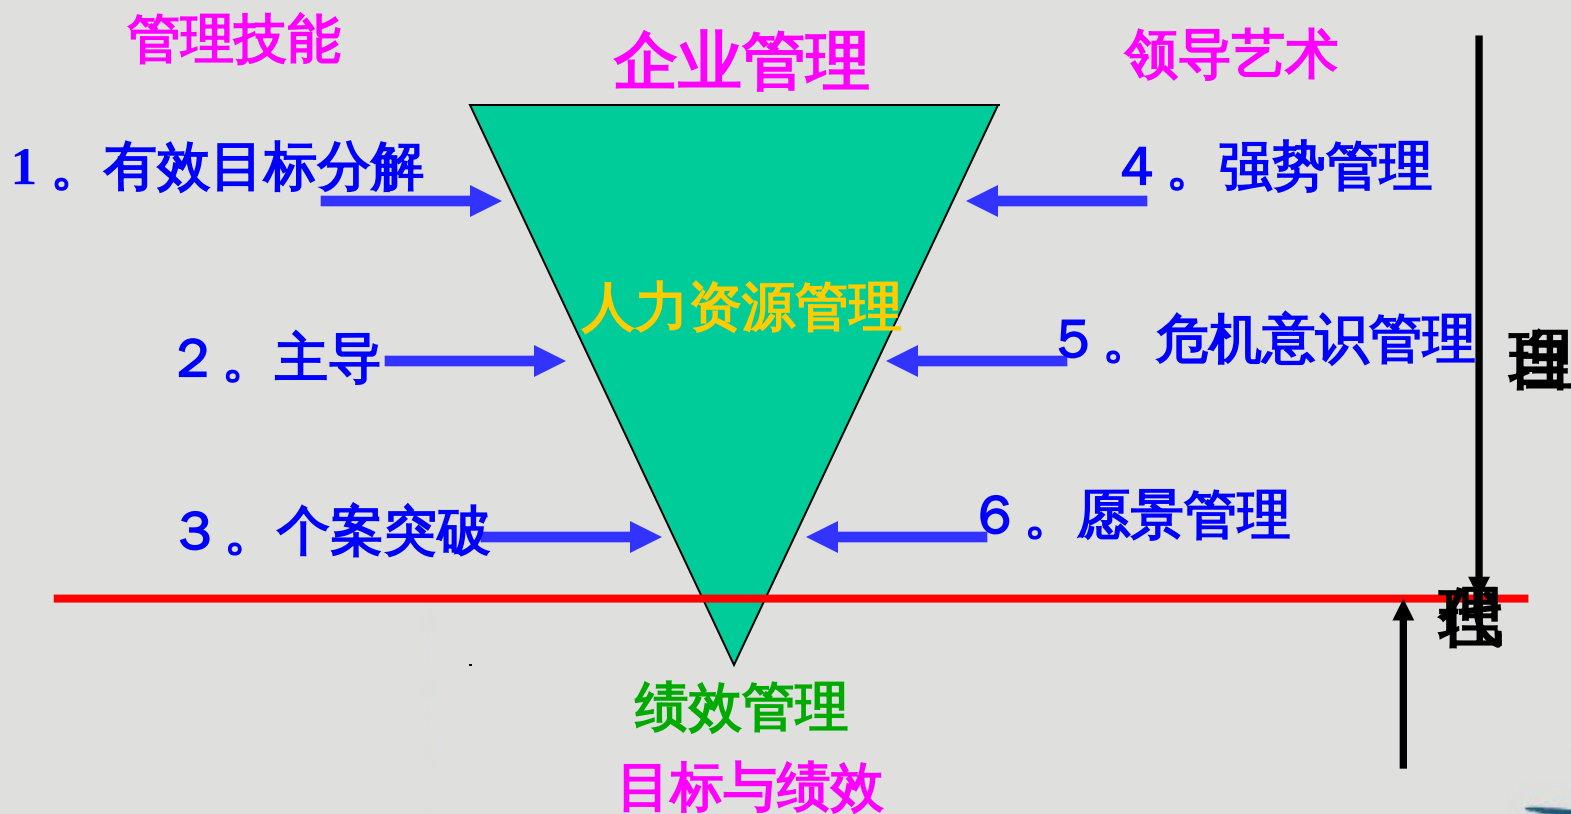 管理技能
企业管理
领导艺术
1。有效目标分解
4。强势管理
人力资源管理
2。主导
5。危机意识管理
3。个案突破
6。愿景管理
绩效管理
目标与绩效